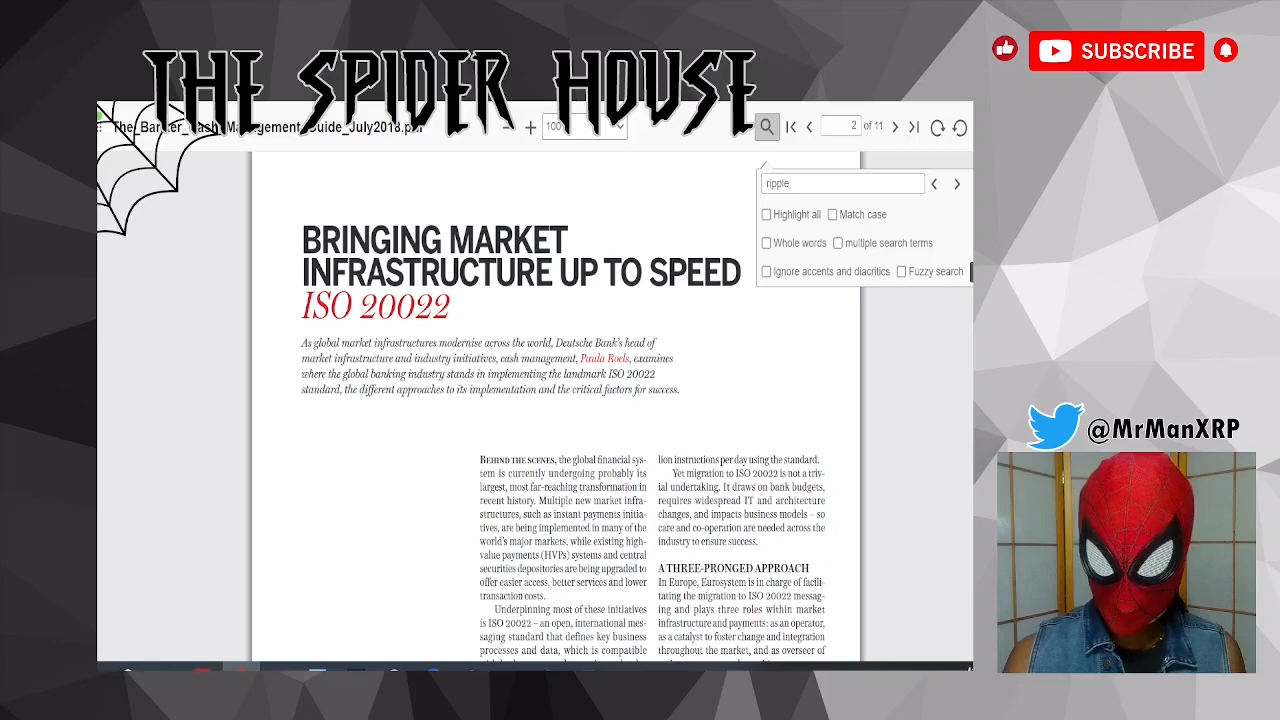 THE SPIDER HOUSE
SUBSCRIBE
Management
July2018.pdf
100
2
of 11
ripple
Highlight all
Match case
Whole words
multiple search terms
Ignore accents and diacritics
Fuzzy search
BRINGING MARKET
INFRASTRUCTURE UP TO SPEED
ISO 20022
As global market infrastructures modernise across the world, Deutsche Bank's head of
market infrastructure and industry initiatives, cash management, Paula Roels, examines
where the global banking industry stands in implementing the landmark ISO 20022
standard, the different approaches to its implementation and the critical factors for success.
BEHIND THE SCENES, the global financial sys-
tem is currently undergoing probably its
largest, most far-reaching transformation in
recent history. Multiple new market infra-
structures, such as instant payments initia-
tives, are being implemented in many of the
world's major markets, while existing high-
value payments (HVPs) systems and central
securities depositories are being upgraded to
offer easier access, better services and lower
transaction costs.
Underpinning most of these initiatives
is ISO 20022 – an open, international mes-
saging standard that defines key business
processes and data, which is compatible
lion instructions per day using the standard.
Yet migration to ISO 20022 is not a triv-
ial undertaking. It draws on bank budgets,
requires widespread IT and architecture
changes, and impacts business models – so
care and co-operation are needed across the
industry to ensure success.
A THREE-PRONGED APPROACH
In Europe, Eurosystem is in charge of facili-
tating the migration to ISO 20022 messag-
ing and plays three roles within market
infrastructure and payments: as an operator,
as a catalyst to foster change and integration
throughout the market, and as overseer of
@MrManXRP